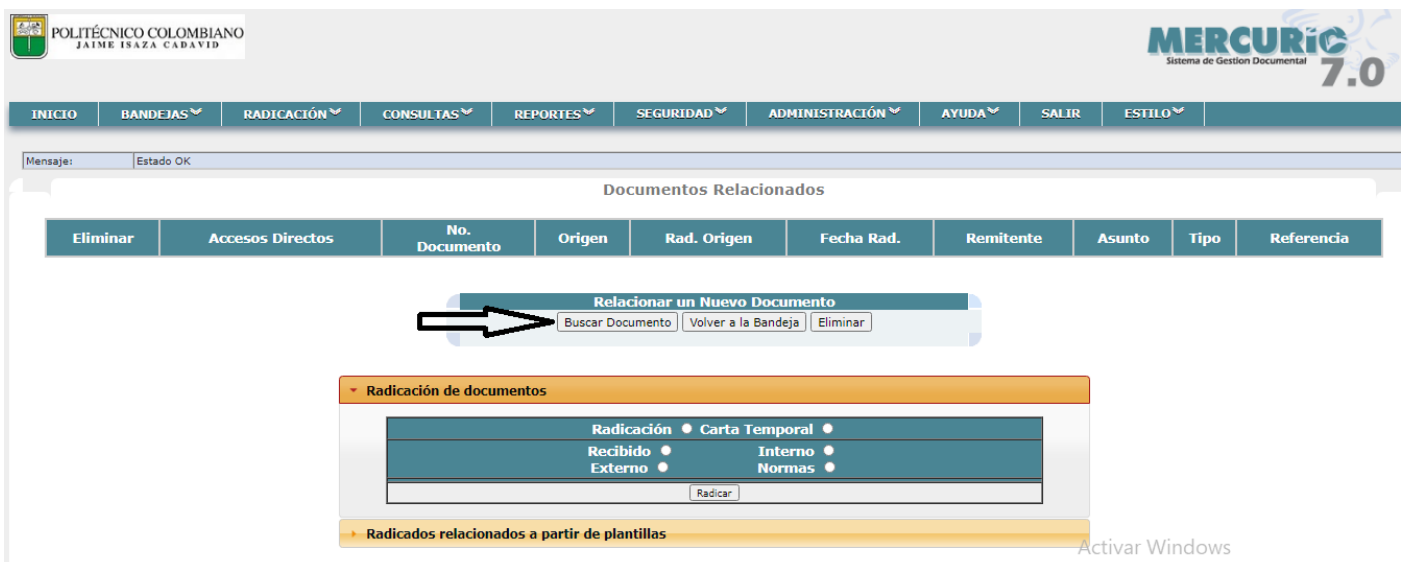 POLITÉCNICO COLOMBIANO
JAIME ISAZA CADAVID
MERCURiO
Sistema de Gestion Documental
7.0
INICIO BANDEJAS RADICACIÓN CONSULTAS REPORTES SEGURIDAD ADMINISTRACIÓN AYUDA SALIR ESTILO
Mensaje: Estado OK
Documentos Relacionados
Eliminar Accesos Directos No. Documento Origen Rad. Origen Fecha Rad. Remitente Asunto Tipo Referencia
Relacionar un Nuevo Documento
Buscar Documento Volver a la Bandeja Eliminar
Radicación de documentos
Radicación Carta Temporal
Recibido Interno
Externo Normas
Radicar
Radicados relacionados a partir de plantillas
Activar Windows